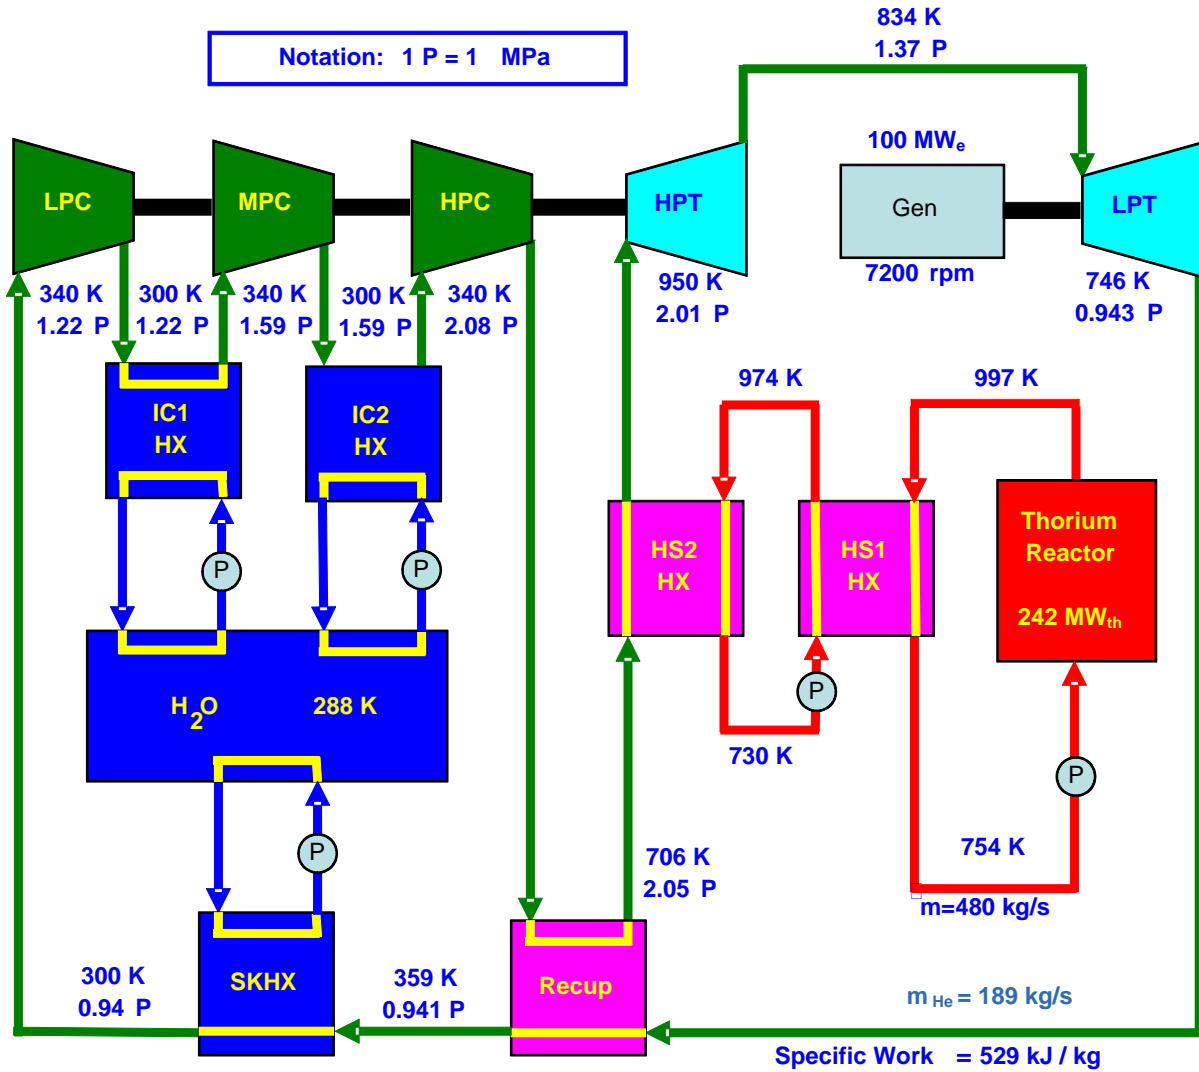 834 K
1.37 P
Notation: 1 P = 1 MPa
100 MWe
LPC
MPC
HPC
HPT
Gen
LPT
7200 rpm
340 K
1.22 P
300 K
1.22 P
340 K
1.59 P
300 K
1.59 P
340 K
2.08 P
950 K
2.01 P
746 K
0.943 P
974 K
997 K
IC1
HX
IC2
HX
HS2
HX
HS1
HX
Thorium
Reactor
242 MWth
P
P
P
H2O
288 K
730 K
P
P
706 K
2.05 P
754 K
m=480 kg/s
SKHX
Recup
300 K
0.94 P
359 K
0.941 P
m He = 189 kg/s
Specific Work = 529 kJ / kg